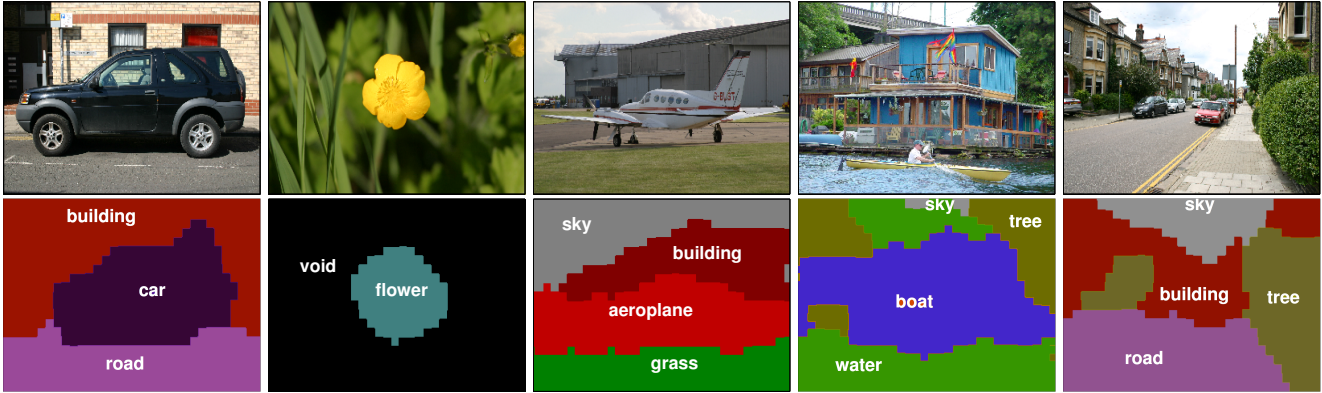 building
car
road
void
flower
sky
building
aeroplane
grass
sky
tree
boat
water
sky
building
tree
road